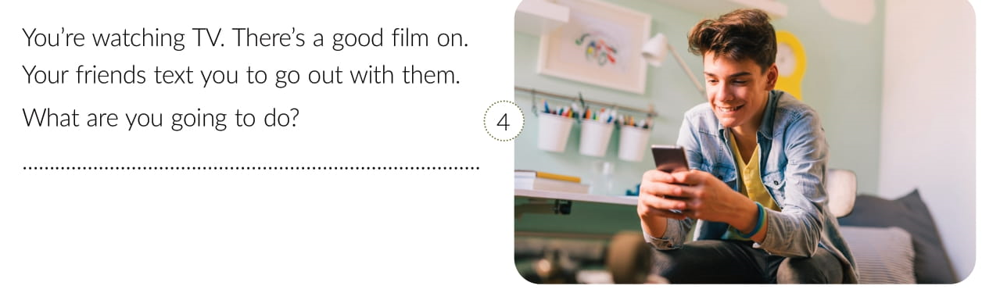 You’re watching TV. There’s a good film on.
Your friends text you to go out with them.
What are you going to do?
4